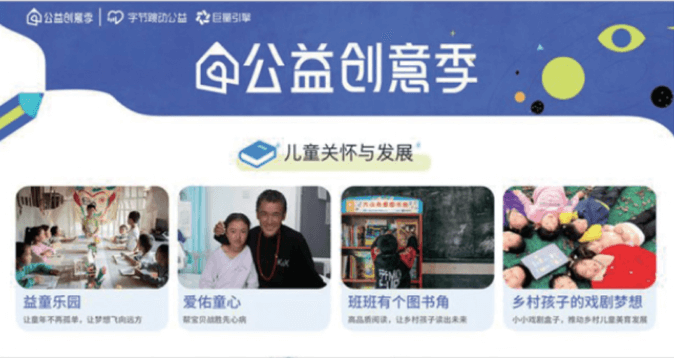 公益创意季 字节跳动公益 巨量引擎
公益创意季
儿童关怀与发展
益童乐园
让童年不再孤单，让梦想飞向远方
爱佑童心
帮宝贝战胜先心病
班班有个图书角
高品质阅读，让乡村孩子读出未来
乡村孩子的戏剧梦想
小小戏剧盒子，推动乡村儿童美育发展